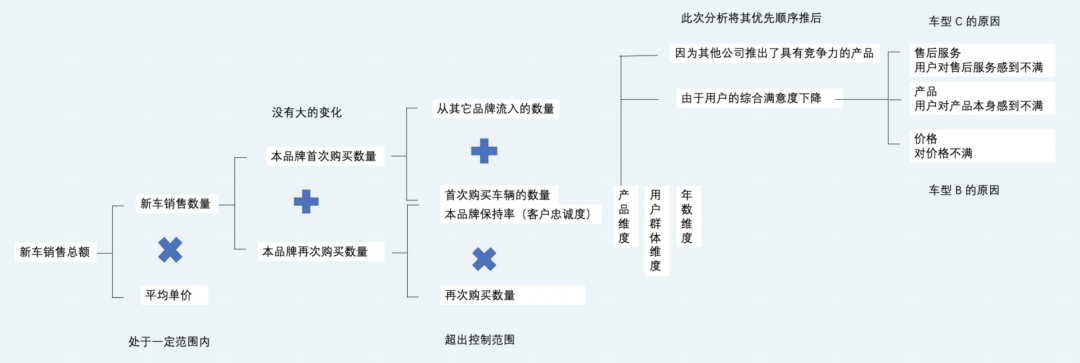 此次分析将其优先顺序推后
车型 C 的原因
因为其他公司推出了具有竞争力的产品
售后服务
用户对售后服务感到不满
由于用户的综合满意度下降
产品
用户对产品本身感到不满
价格
对价格不满
车型 B 的原因
没有大的变化
从其它品牌流入的数量
本品牌首次购买数量
首次购买车辆的数量
本品牌保持率（客户忠诚度）
产品维度
用户群体维度
年数维度
新车销售数量
新车销售总额
本品牌再次购买数量
平均单价
再次购买数量
处于一定范围内
超出控制范围